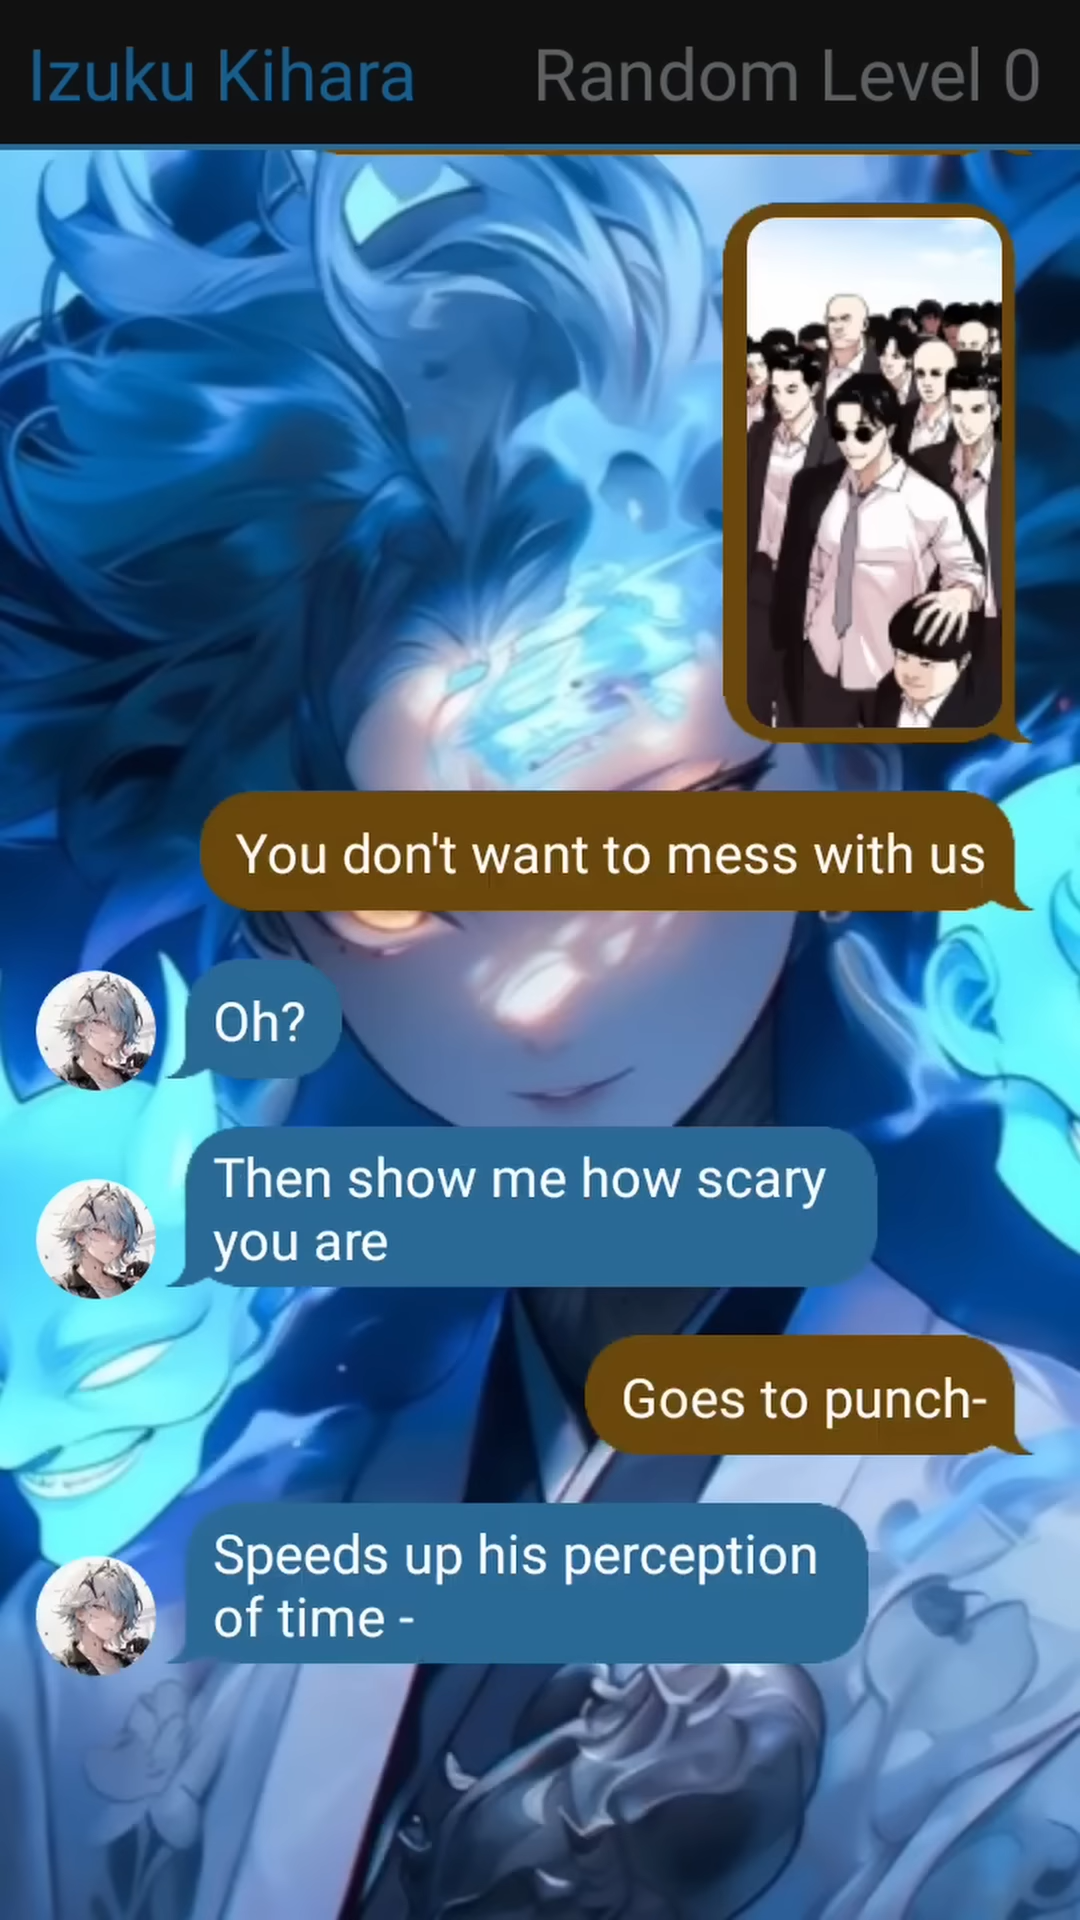 Izuku Kihara
Random Level 0
You don't want to mess with us
Oh?
Then show me how scary
you are
Goes to punch-
Speeds up his perception
of time -